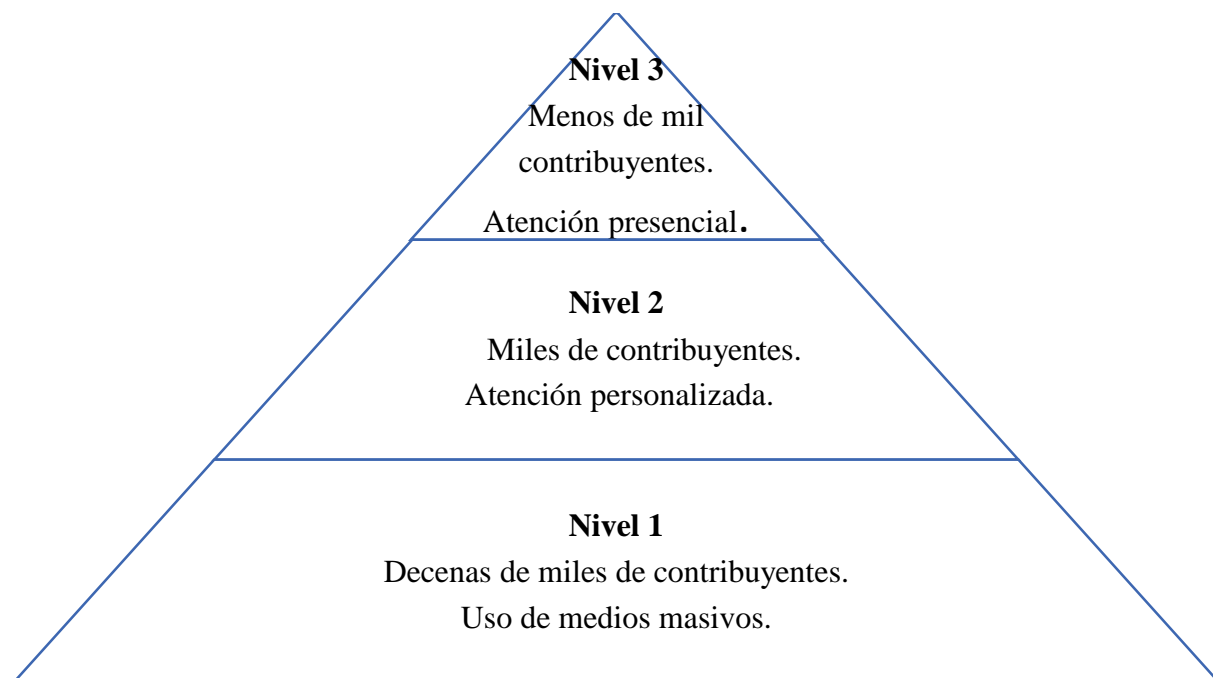 Nivel 3
Menos de mil
contribuyentes.
Atención presencial.
Nivel 2
Miles de contribuyentes.
Atención personalizada.
Nivel 1
Decenas de miles de contribuyentes.
Uso de medios masivos.